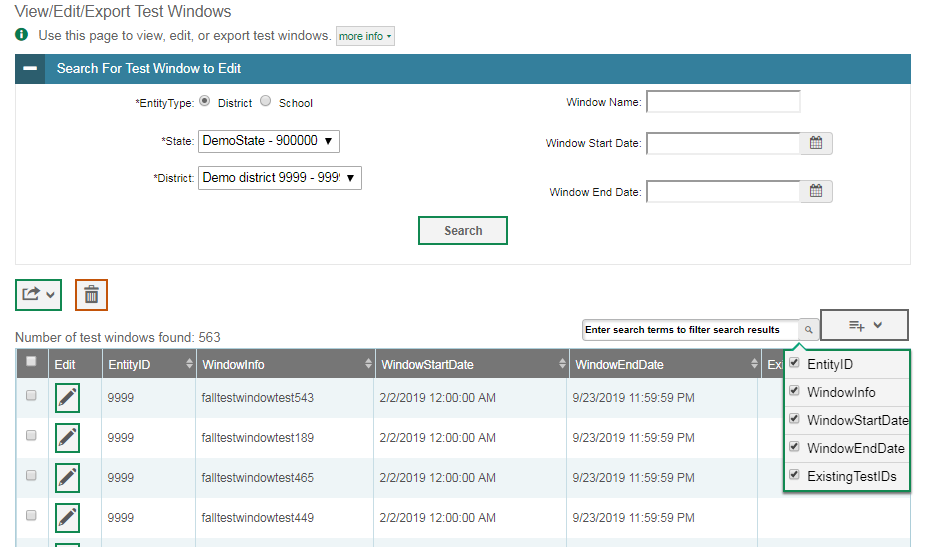 View/Edit/Export Test Windows
Use this page to view, edit, or export test windows. more info
Search For Test Window to Edit
*EntityType: District School
Window Name:
*State: DemoState - 900000
Window Start Date:
*District: Demo district 9999 - 999
Window End Date:
Search
Number of test windows found: 563
Enter search terms to filter search results
Edit EntityID WindowInfo WindowStartDate WindowEndDate
9999 falltestwindowtest543 2/2/2019 12:00:00 AM 9/23/2019 11:59:59 PM
9999 falltestwindowtest189 2/2/2019 12:00:00 AM 9/23/2019 11:59:59 PM
9999 falltestwindowtest465 2/2/2019 12:00:00 AM 9/23/2019 11:59:59 PM
9999 falltestwindowtest449 2/2/2019 12:00:00 AM 9/23/2019 11:59:59 PM
EntityID
WindowInfo
WindowStartDate
WindowEndDate
ExistingTestIDs